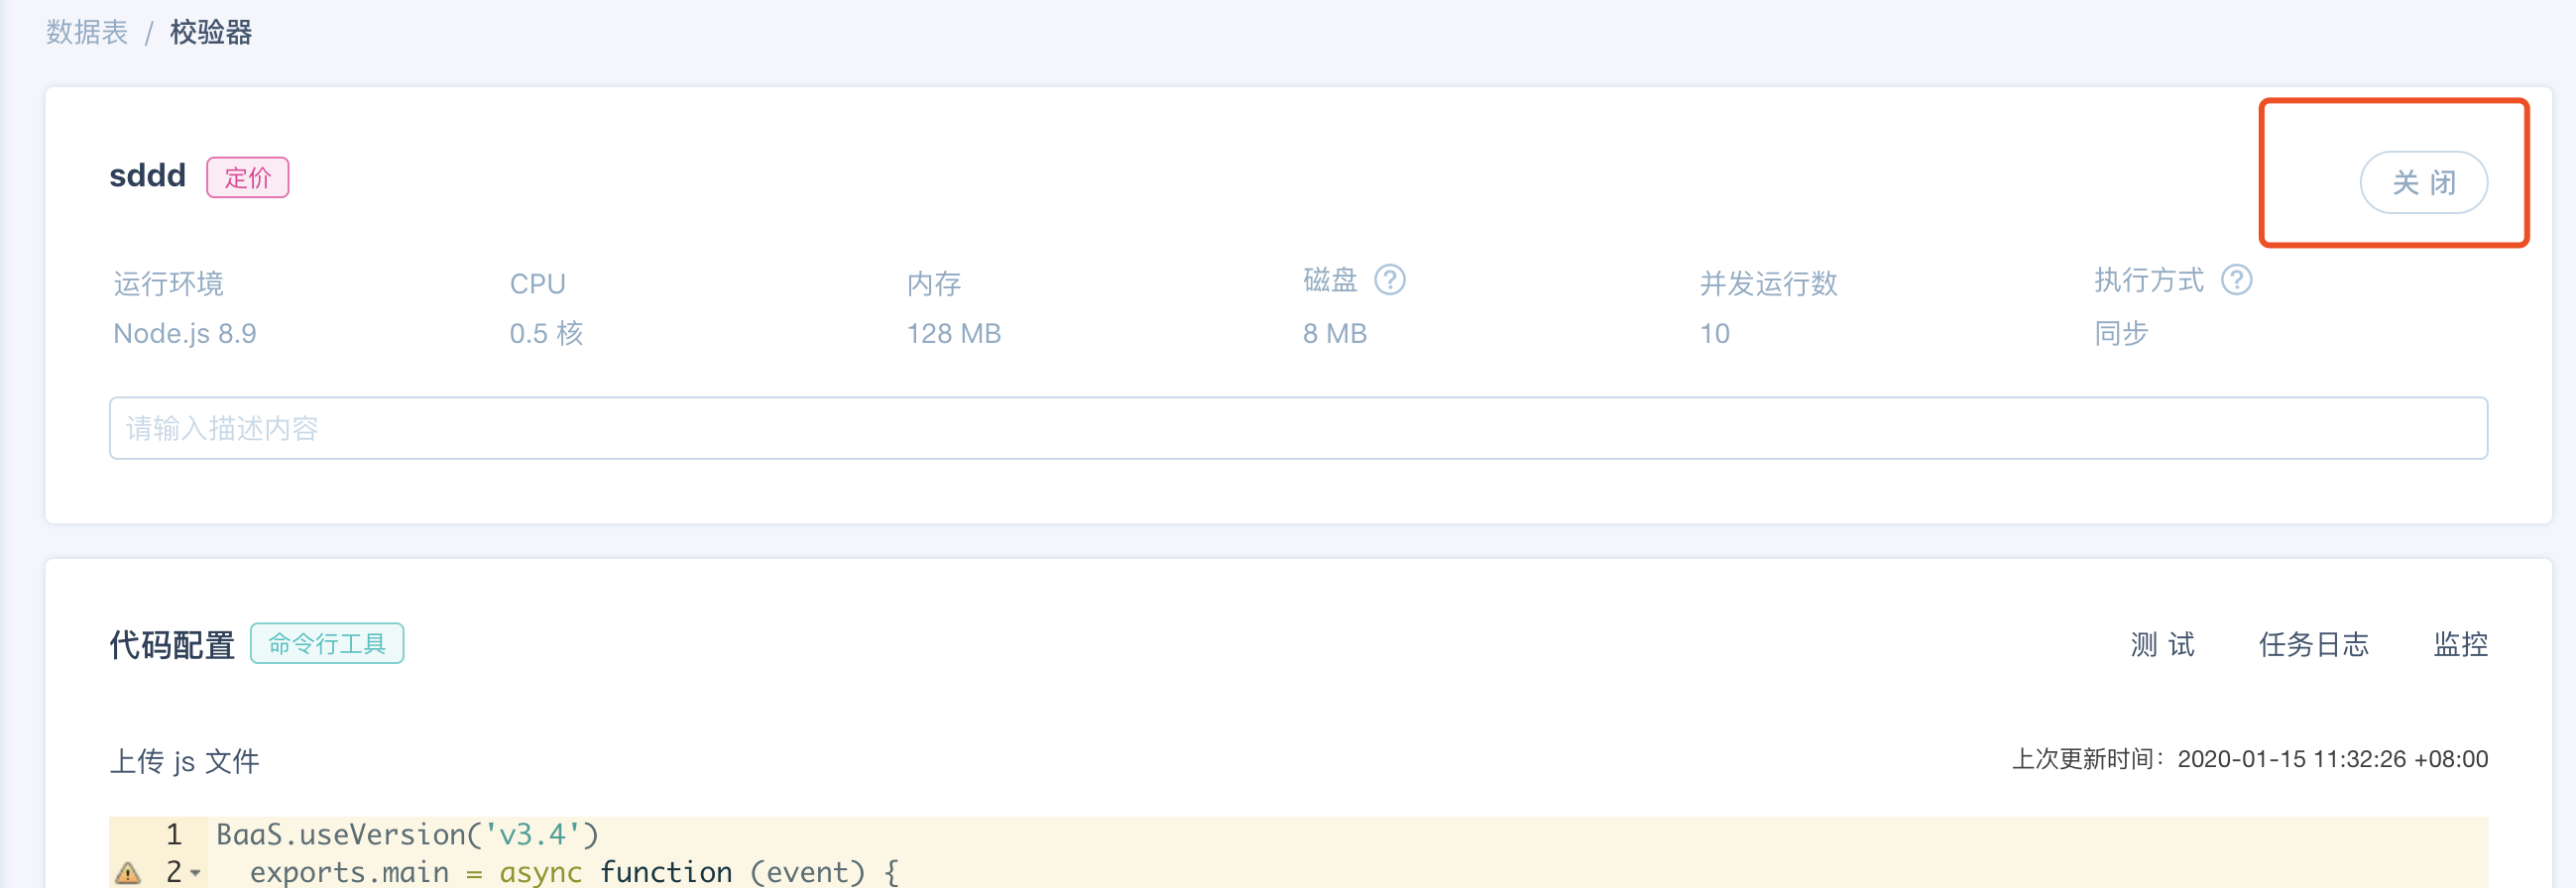 数据表 / 校验器
sddd 定价
关 闭
运行环境 CPU 内存 磁盘 ? 并发运行数 执行方式 ?
Node.js 8.9 0.5 核 128 MB 8 MB 10 同步
请输入描述内容
代码配置 命令行工具 测 试 任务日志 监控
上传 js 文件 上次更新时间：2020-01-15 11:32:26 +08:00
1 BaaS.useVersion('v3.4')
2 exports.main = async function (event) {